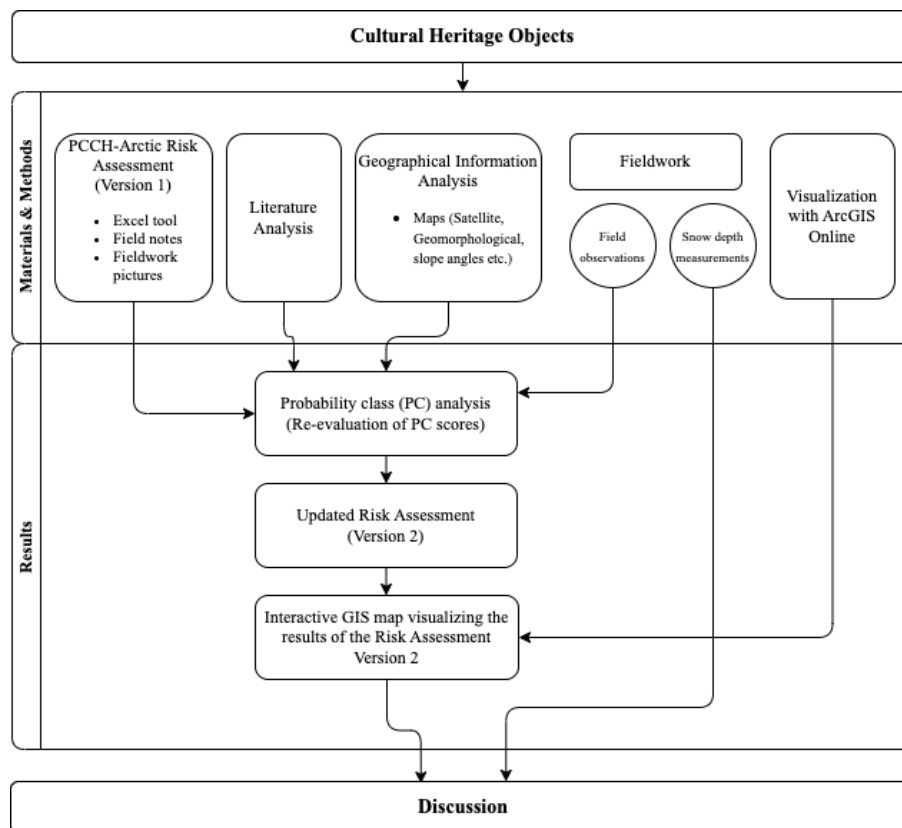 Cultural Heritage Objects
Materials & Methods
PCCH-Arctic Risk
Assessment
(Version 1)
• Excel tool
• Field notes
• Fieldwork
pictures
Literature
Analysis
Geographical Information
Analysis
• Maps (Satellite,
Geomorphological,
slope angles etc.)
Fieldwork
Field
observations
Snow depth
measurements
Visualization
with ArcGIS
Online
Results
Probability class (PC) analysis
(Re-evaluation of PC scores)
Updated Risk Assessment
(Version 2)
Interactive GIS map visualizing the
results of the Risk Assessment
Version 2
Discussion